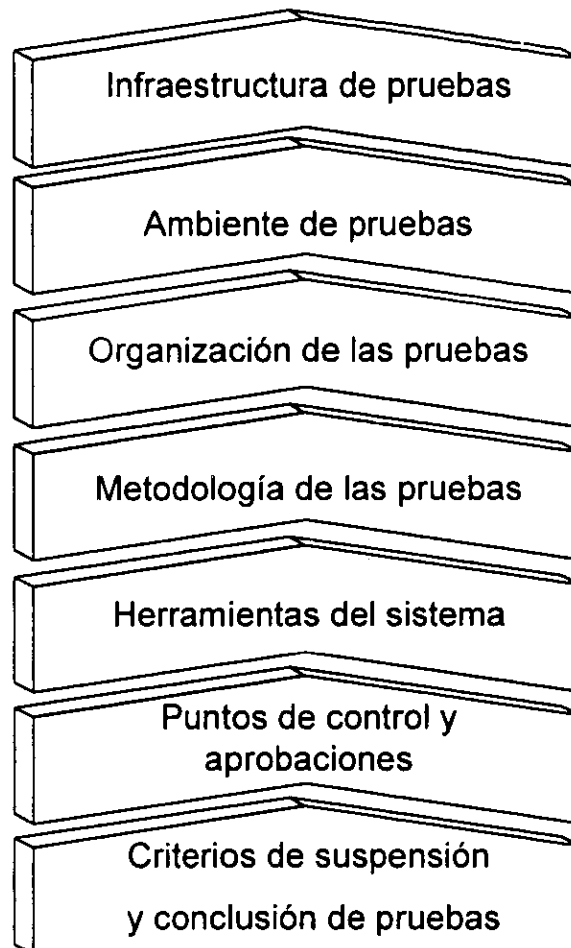 Infraestructura de pruebas
Ambiente de pruebas
Organización de las pruebas
Metodología de las pruebas
Herramientas del sistema
Puntos de control y
aprobaciones
Criterios de suspensión
y conclusión de pruebas